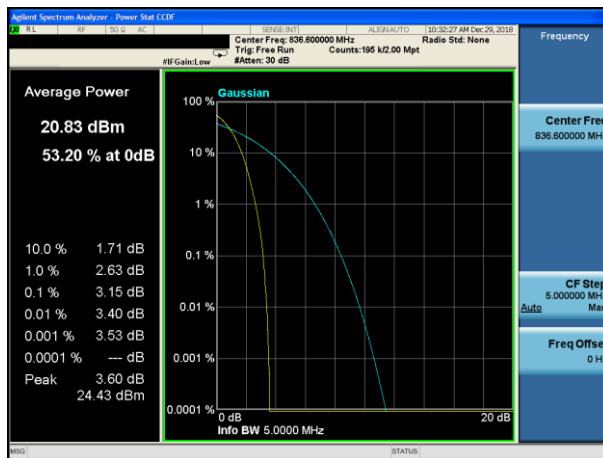 Agilent Spectrum Analyzer - Power Stat CCDF
RL RF 50 Ω AC SENSE:INT ALIGNAUTO 10:32:27 AM Dec 29, 2018
Center Freq: 836.600000 MHz Radio Std: None
Trig: Free Run Counts:195 k/2.00 Mpt
#IFGain:Low #Atten: 30 dB
Frequency
Average Power
20.83 dBm
53.20 % at 0dB
10.0 % 1.71 dB
1.0 % 2.63 dB
0.1 % 3.15 dB
0.01 % 3.40 dB
0.001 % 3.53 dB
0.0001 % --- dB
Peak 3.60 dB
24.43 dBm
Gaussian
100 %
10 %
1 %
0.1 %
0.01 %
0.001 %
0.0001 %
0 dB 20 dB
Info BW 5.0000 MHz
Center Freq
836.600000 MH
CF Step
5.000000 MH
Auto Ma
Freq Offse
0 H
MSG STATUS